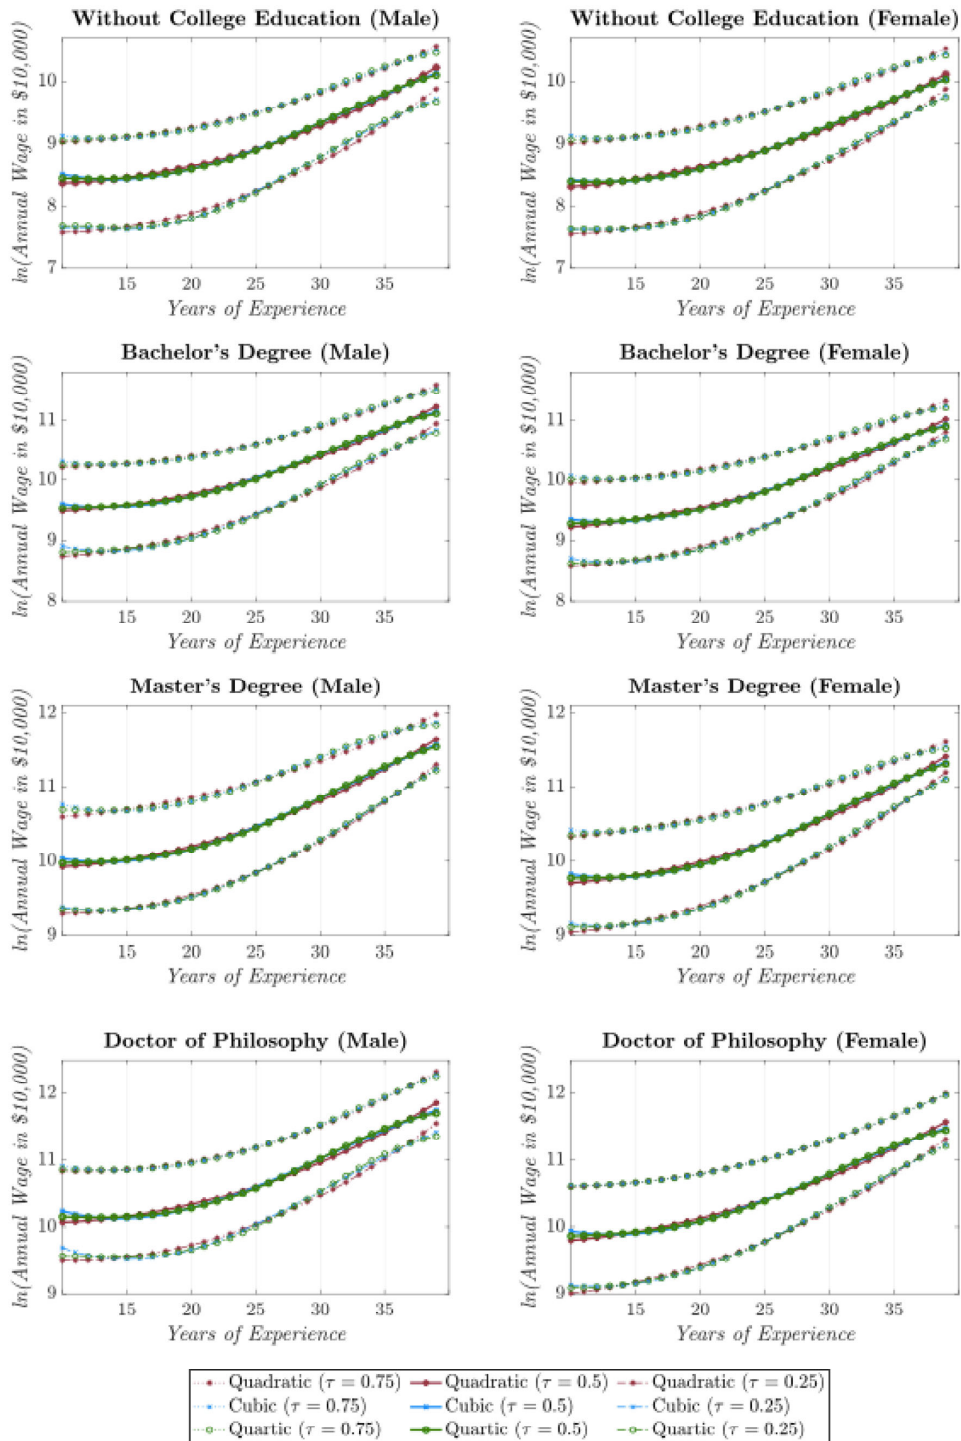 Without College Education (Male)
ln(Annual Wage in $10,000)
10
9
8
7
15 20 25 30 35
Years of Experience
Without College Education (Female)
ln(Annual Wage in $10,000)
10
9
8
7
15 20 25 30 35
Years of Experience
Bachelor's Degree (Male)
ln(Annual Wage in $10,000)
11
10
9
8
15 20 25 30 35
Years of Experience
Bachelor's Degree (Female)
ln(Annual Wage in $10,000)
11
10
9
8
15 20 25 30 35
Years of Experience
Master's Degree (Male)
ln(Annual Wage in $10,000)
12
11
10
9
15 20 25 30 35
Years of Experience
Master's Degree (Female)
ln(Annual Wage in $10,000)
12
11
10
9
15 20 25 30 35
Years of Experience
Doctor of Philosophy (Male)
ln(Annual Wage in $10,000)
12
11
10
9
15 20 25 30 35
Years of Experience
Doctor of Philosophy (Female)
ln(Annual Wage in $10,000)
12
11
10
9
15 20 25 30 35
Years of Experience
Quadratic (τ = 0.75) Quadratic (τ = 0.5) Quadratic (τ = 0.25)
Cubic (τ = 0.75) Cubic (τ = 0.5) Cubic (τ = 0.25)
Quartic (τ = 0.75) Quartic (τ = 0.5) Quartic (τ = 0.25)